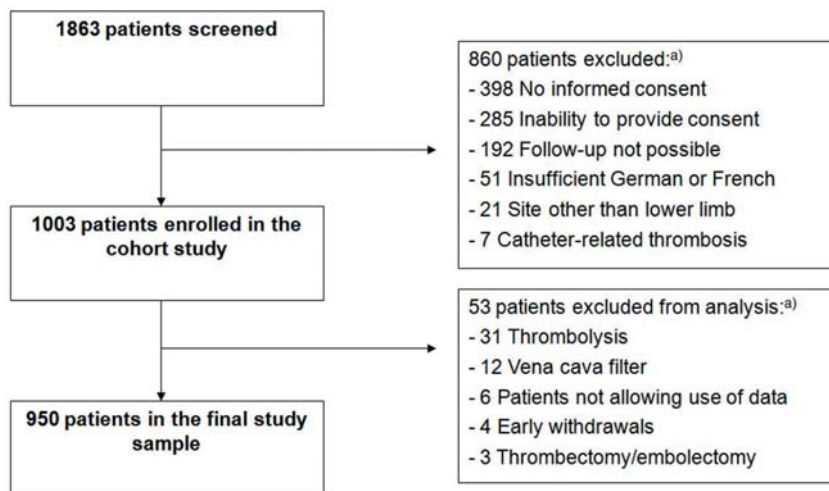 1863 patients screened
860 patients excluded:a)
- 398 No informed consent
- 285 Inability to provide consent
- 192 Follow-up not possible
- 51 Insufficient German or French
- 21 Site other than lower limb
- 7 Catheter-related thrombosis
1003 patients enrolled in the
cohort study
53 patients excluded from analysis:a)
- 31 Thrombolysis
- 12 Vena cava filter
- 6 Patients not allowing use of data
- 4 Early withdrawals
- 3 Thrombectomy/embolectomy
950 patients in the final study
sample